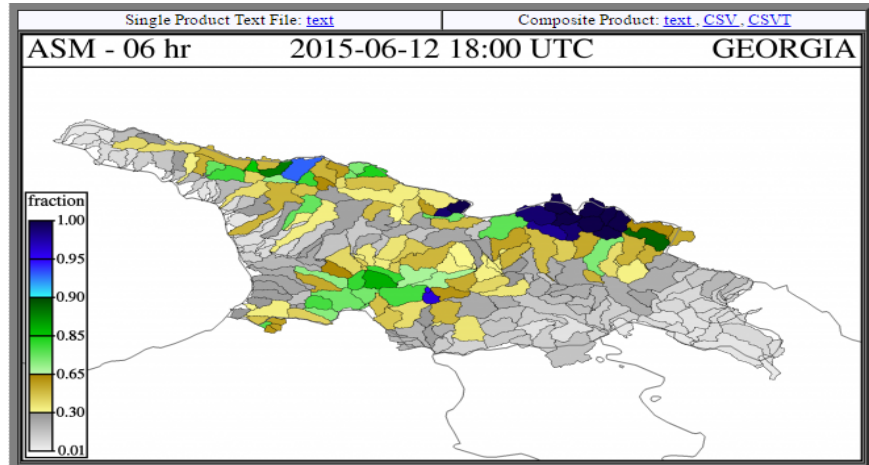 Single Product Text File: text
Composite Product: text , CSV , CSVT
ASM - 06 hr
2015-06-12 18:00 UTC
GEORGIA
fraction
1.00
0.95
0.90
0.85
0.65
0.30
0.01